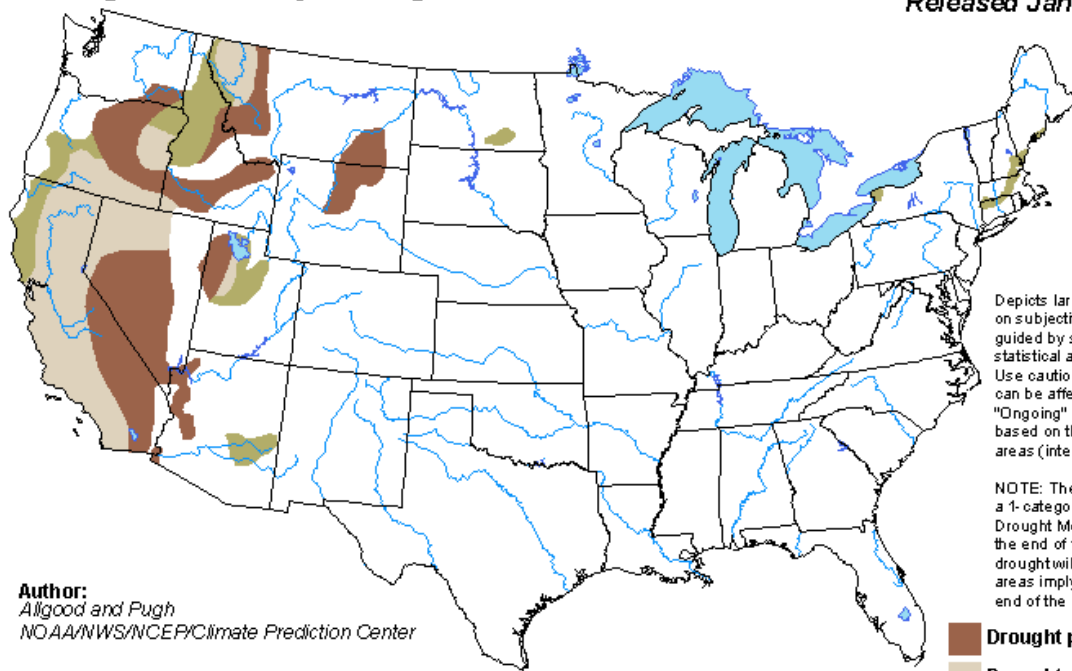 Released Jan
Depicts lar
on subjecti
guided by s
statistical a
Use cautio
can be affe
"Ongoing"
based on th
areas (inte
NOTE: The
a 1-catego
Drought Mo
the end of
drought wil
areas imply
end of the
Author:
Allgood and Pugh
NOAA/NWS/NCEP/Climate Prediction Center
Drought p